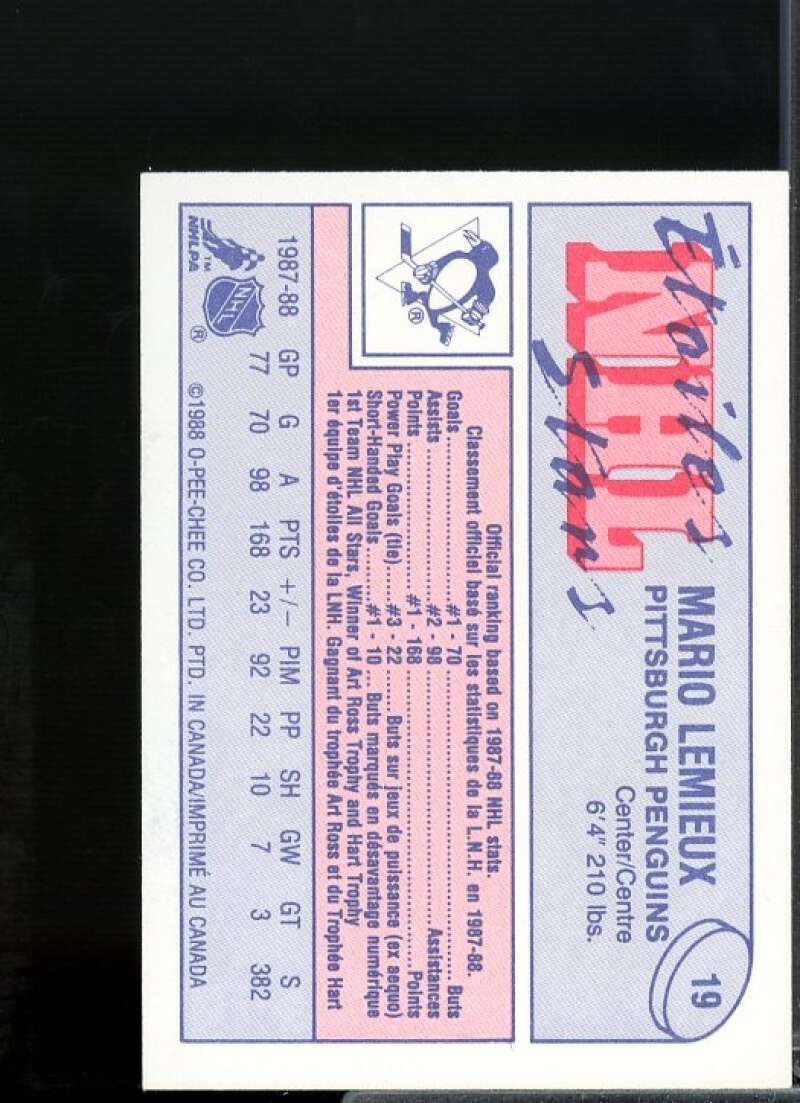 NHL
Étoiles
Stars
MARIO LEMIEUX
PITTSBURGH PENGUINS
Center/Centre
6'4" 210 lbs.
19
®
Official ranking based on 1987-88 NHL stats.
Classement officiel basé sur les statistiques de la L.N.H. en 1987-88.
Goals..........#1 - 70..........Buts
Assists..........#2 - 98..........Assistances
Points..........#1 - 168..........Points
Power Play Goals (tie).....#3 - 22.......Buts sur jeux de puissance (ex aequo)
Short-Handed Goals........#1 - 10 ... Buts marqués en désavantage numérique
1st Team NHL All Stars, Winner of Art Ross Trophy and Hart Trophy
1er équipe d'étolles de la LNH. Gagnant du trophée Art Ross et du Trophée Hart
1987-88 GP G A PTS +/− PIM PP SH GW GT S
77 70 98 168 23 92 22 10 7 3 382
NHLPA ™ NHL ®
©1988 O-PEE-CHEE CO. LTD. PTD. IN CANADA/IMPRIMÉ AU CANADA